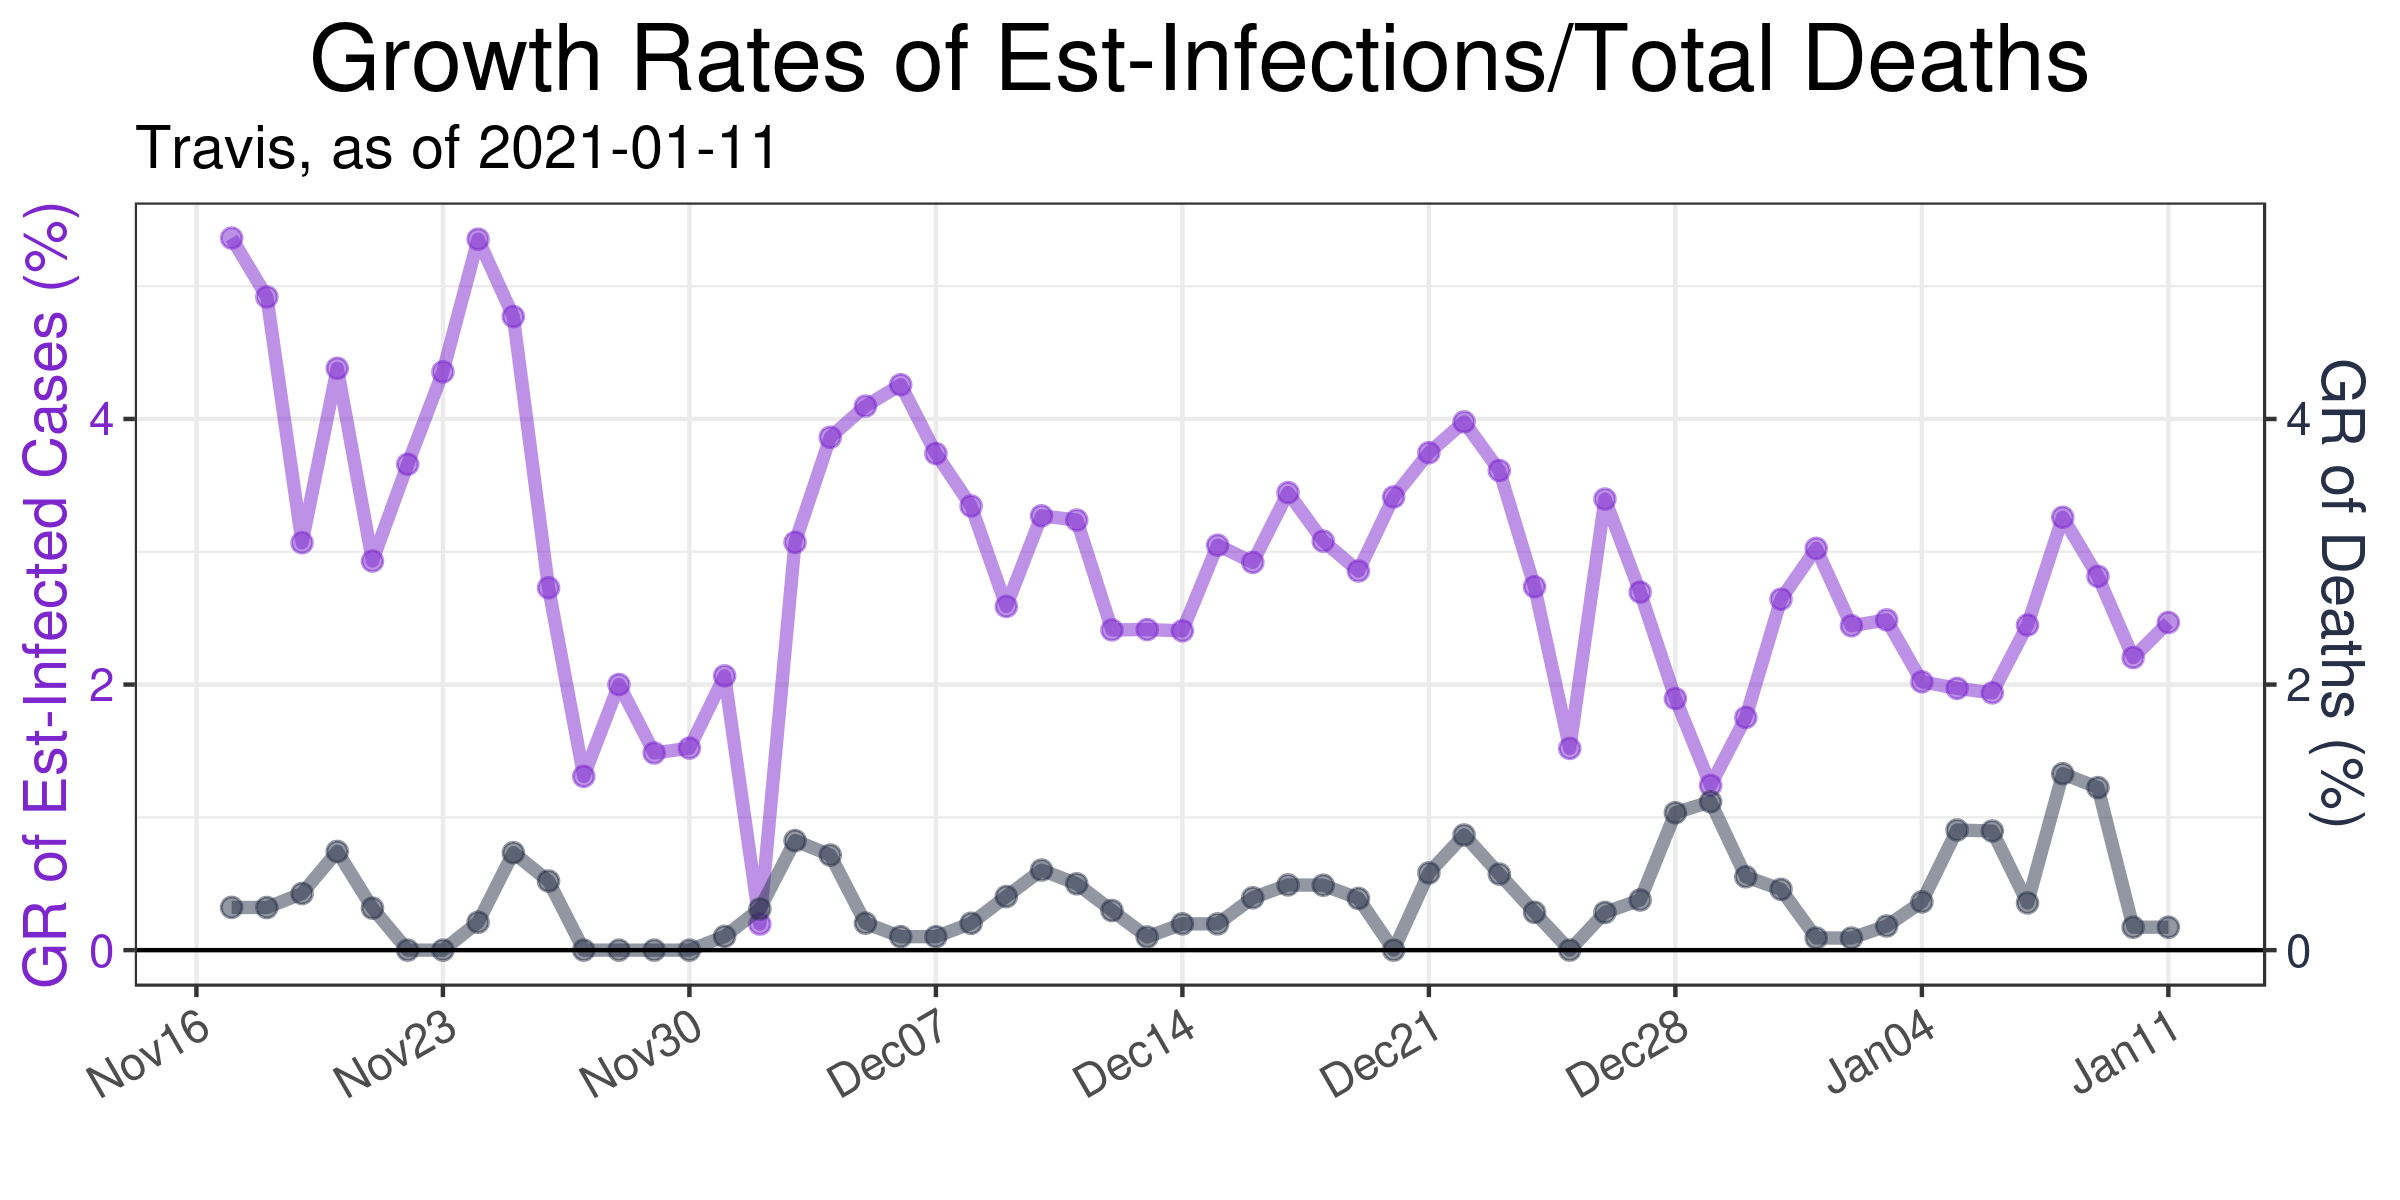 Growth Rates of Est-Infections/Total Deaths
Travis, as of 2021-01-11
GR of Est-Infected Cases (%)
4
2
0
4
2
0
GR of Deaths (%)
Nov16
Nov23
Nov30
Dec07
Dec14
Dec21
Dec28
Jan04
Jan11